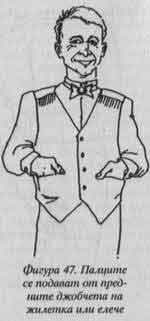 Фигура 47. Палците
се подават от пред-
ните джобчета на
жилетка или елече